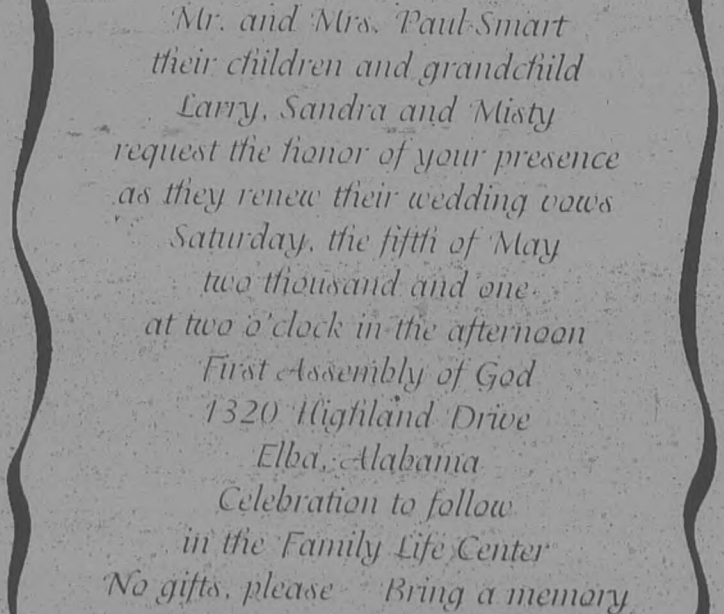 Mr. and Mrs. Paul Smart
their children and grandchild
Larry, Sandra and Misty
request the honor of your presence
as they renew their wedding vows
Saturday, the fifth of May
two thousand and one
at two o'clock in the afternoon
First Assembly of God
1320 Highland Drive
Elba, Alabama
Celebration to follow
in the Family Life Center
No gifts, please Bring a memory